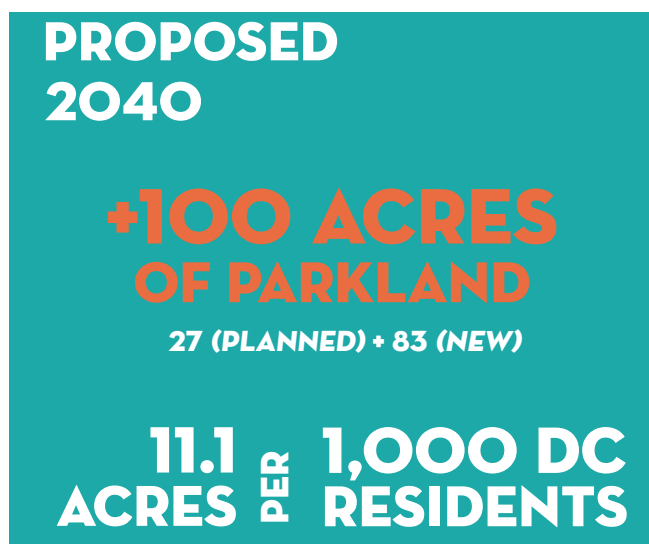 PROPOSED
2040
+100 ACRES
OF PARKLAND
27 (PLANNED) + 83 (NEW)
11.1
ACRES
PER
1,000 DC
RESIDENTS